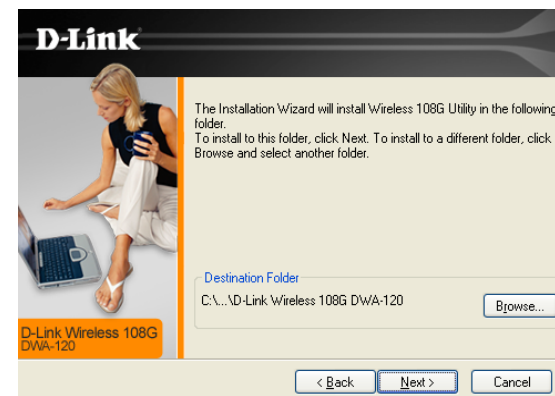 D-Link
The Installation Wizard will install Wireless 108G Utility in the following
folder.
To install to this folder, click Next. To install to a different folder, click
Browse and select another folder.
Destination Folder
C:\...\D-Link Wireless 108G DWA-120
Browse...
D-Link Wireless 108G
DWA-120
< Back Next > Cancel